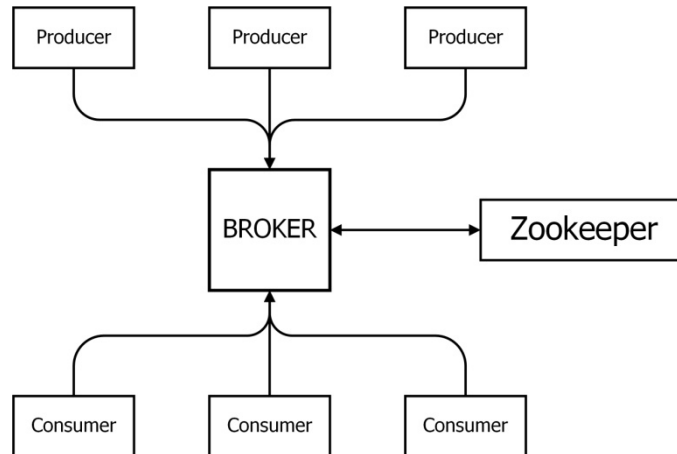 Producer
Producer
Producer
BROKER
Zookeeper
Consumer
Consumer
Consumer